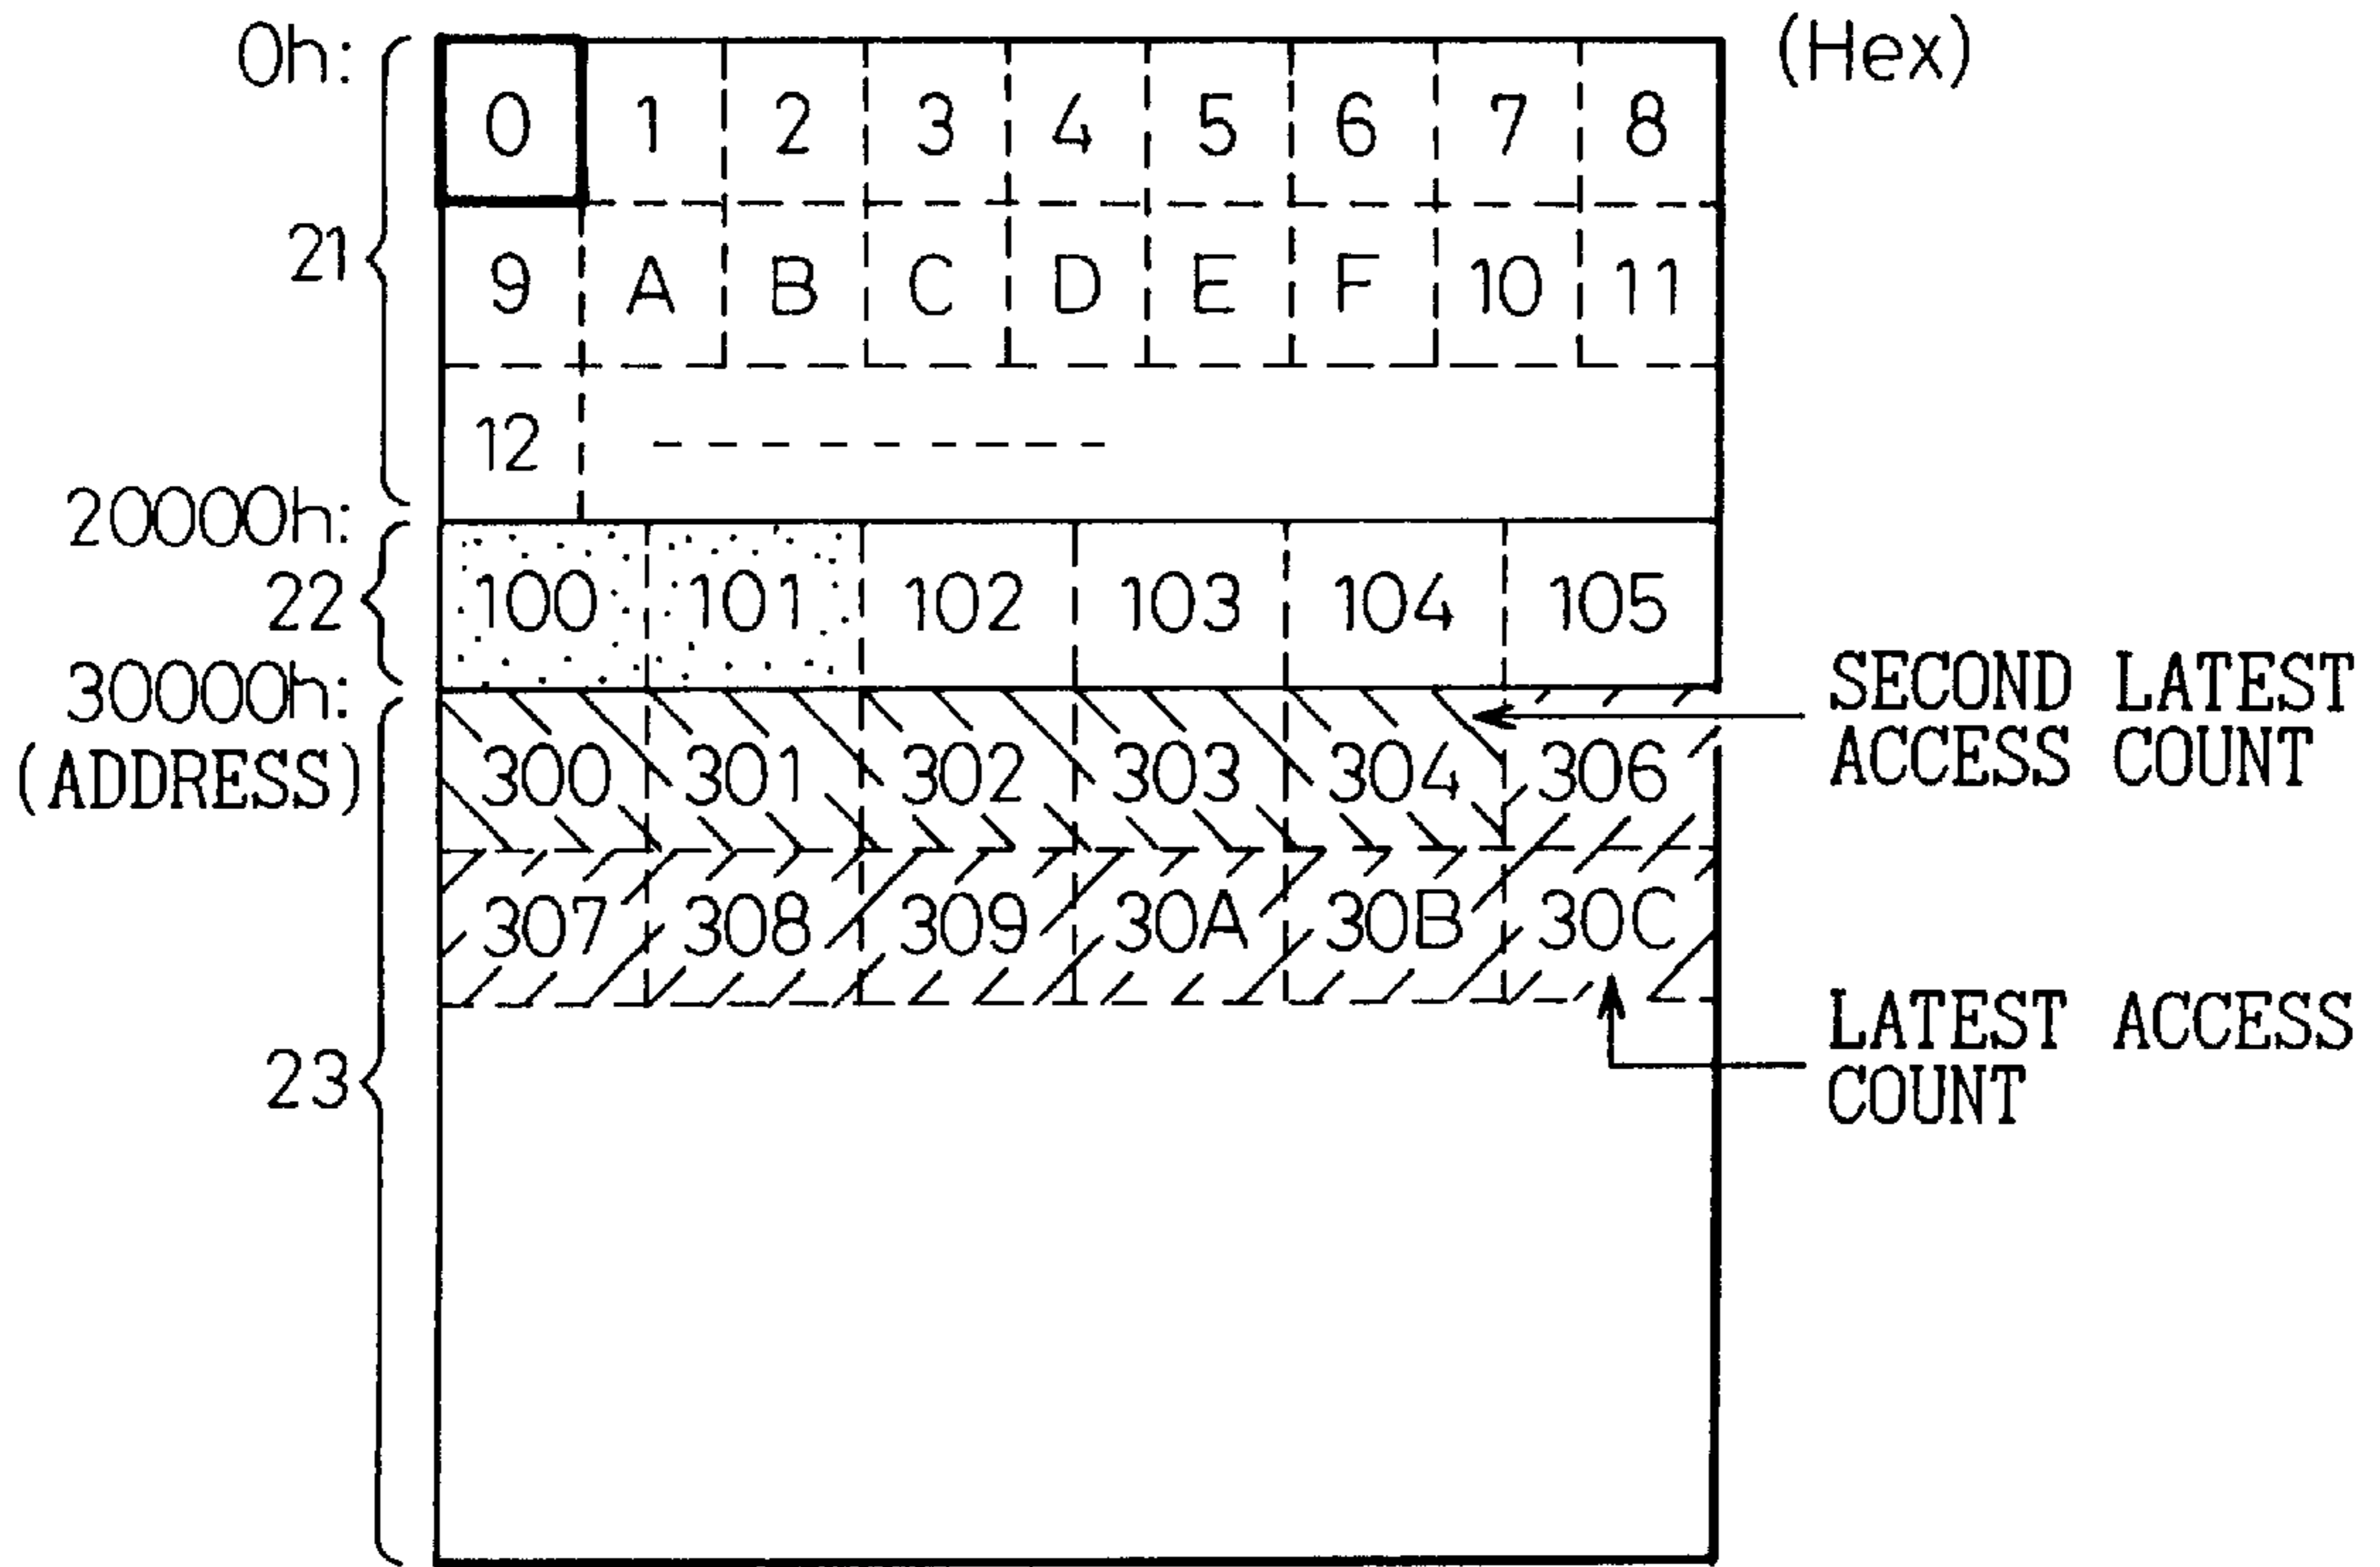 0h: 0 1 2 3 4 5 6 7 8 (Hex)
21 9 A B C D E F 10 11
12
20000h:
22 100 101 102 103 104 105
30000h:
SECOND LATEST
ACCESS COUNT
(ADDRESS) 300 301 302 303 304 306
307 308 309 30A 30B 30C
LATEST ACCESS
COUNT
23